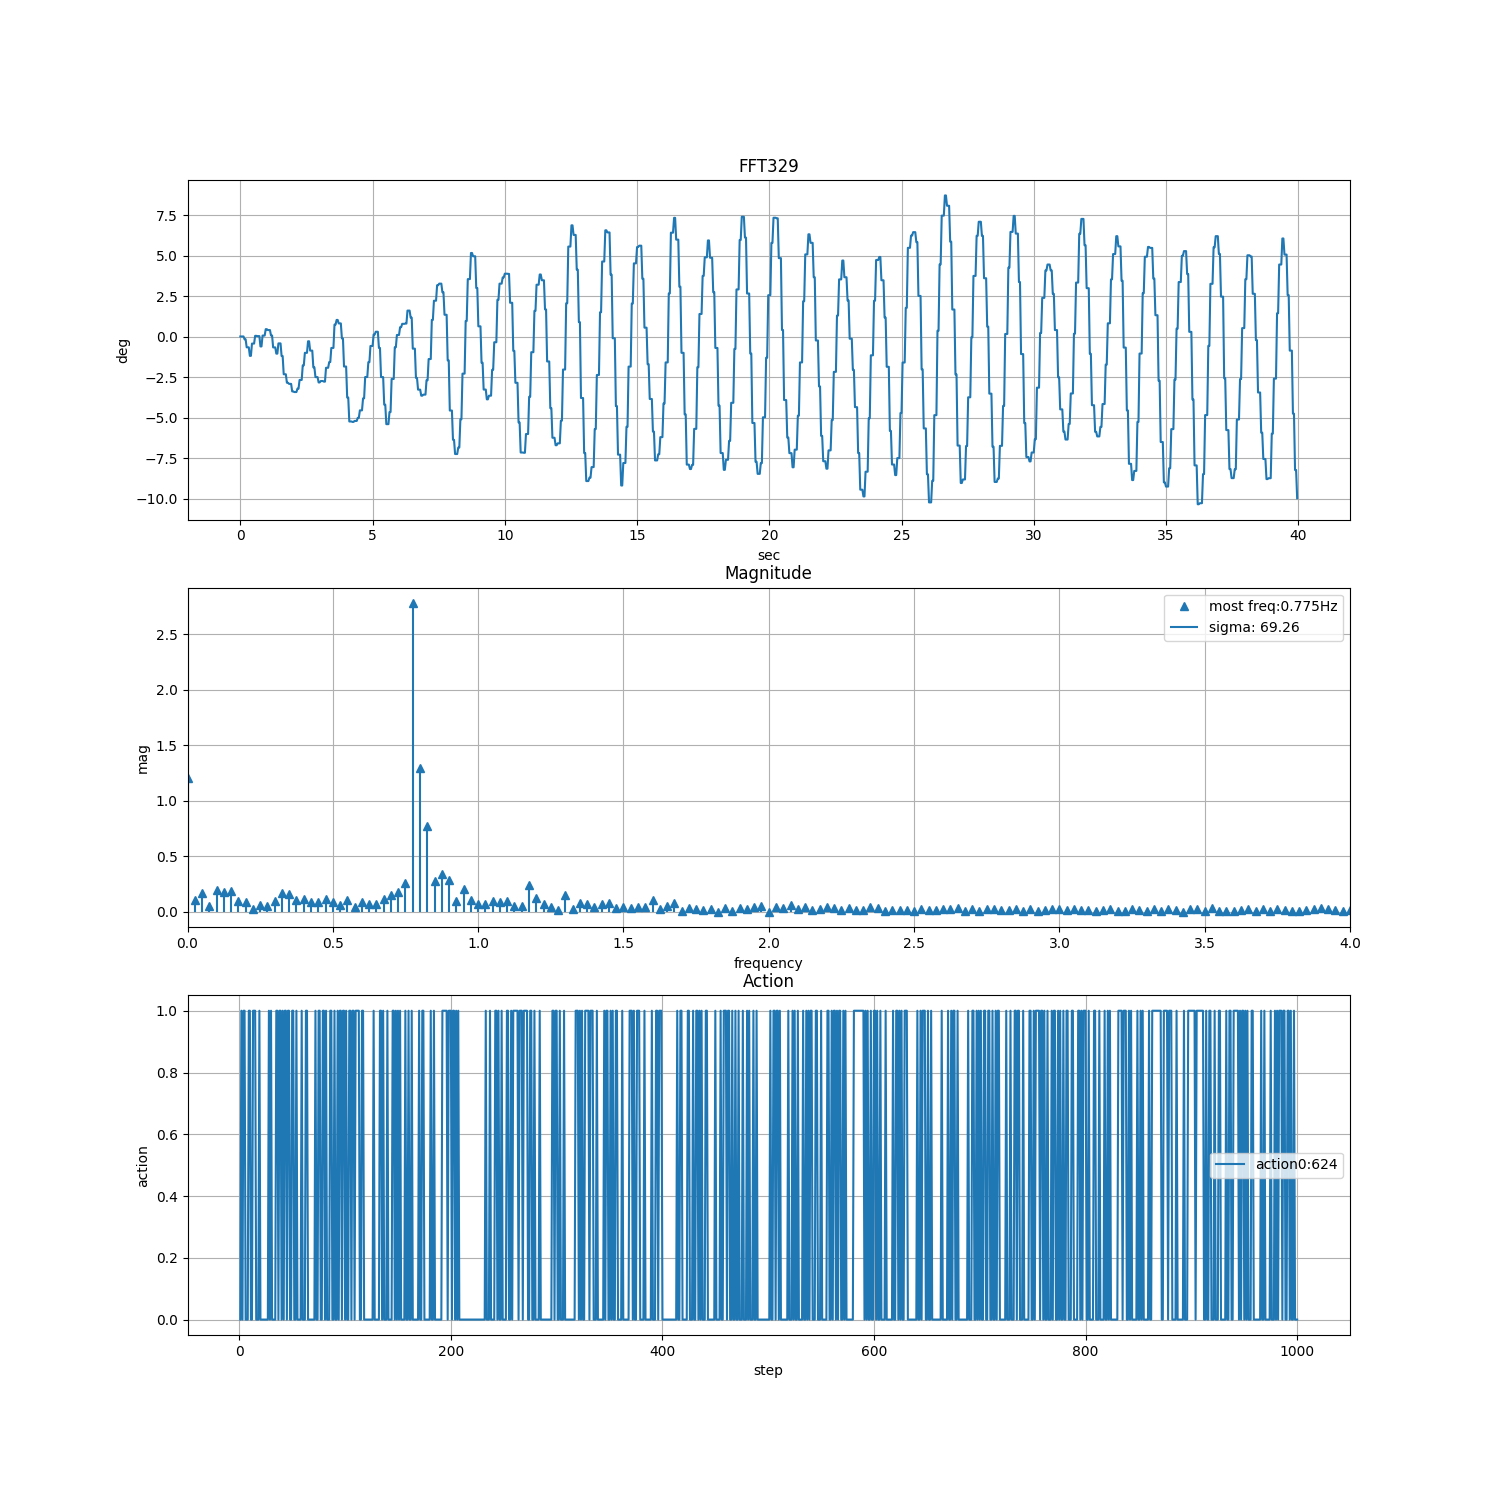 FFT329
7.5
5.0
2.5
0.0
−2.5
−5.0
−7.5
−10.0
deg
0 5 10 15 20 25 30 35 40
sec
Magnitude
2.5
2.0
1.5
1.0
0.5
0.0
mag
most freq:0.775Hz
sigma: 69.26
0.0 0.5 1.0 1.5 2.0 2.5 3.0 3.5 4.0
frequency
Action
1.0
0.8
0.6
0.4
0.2
0.0
action
action0:624
0 200 400 600 800 1000
step